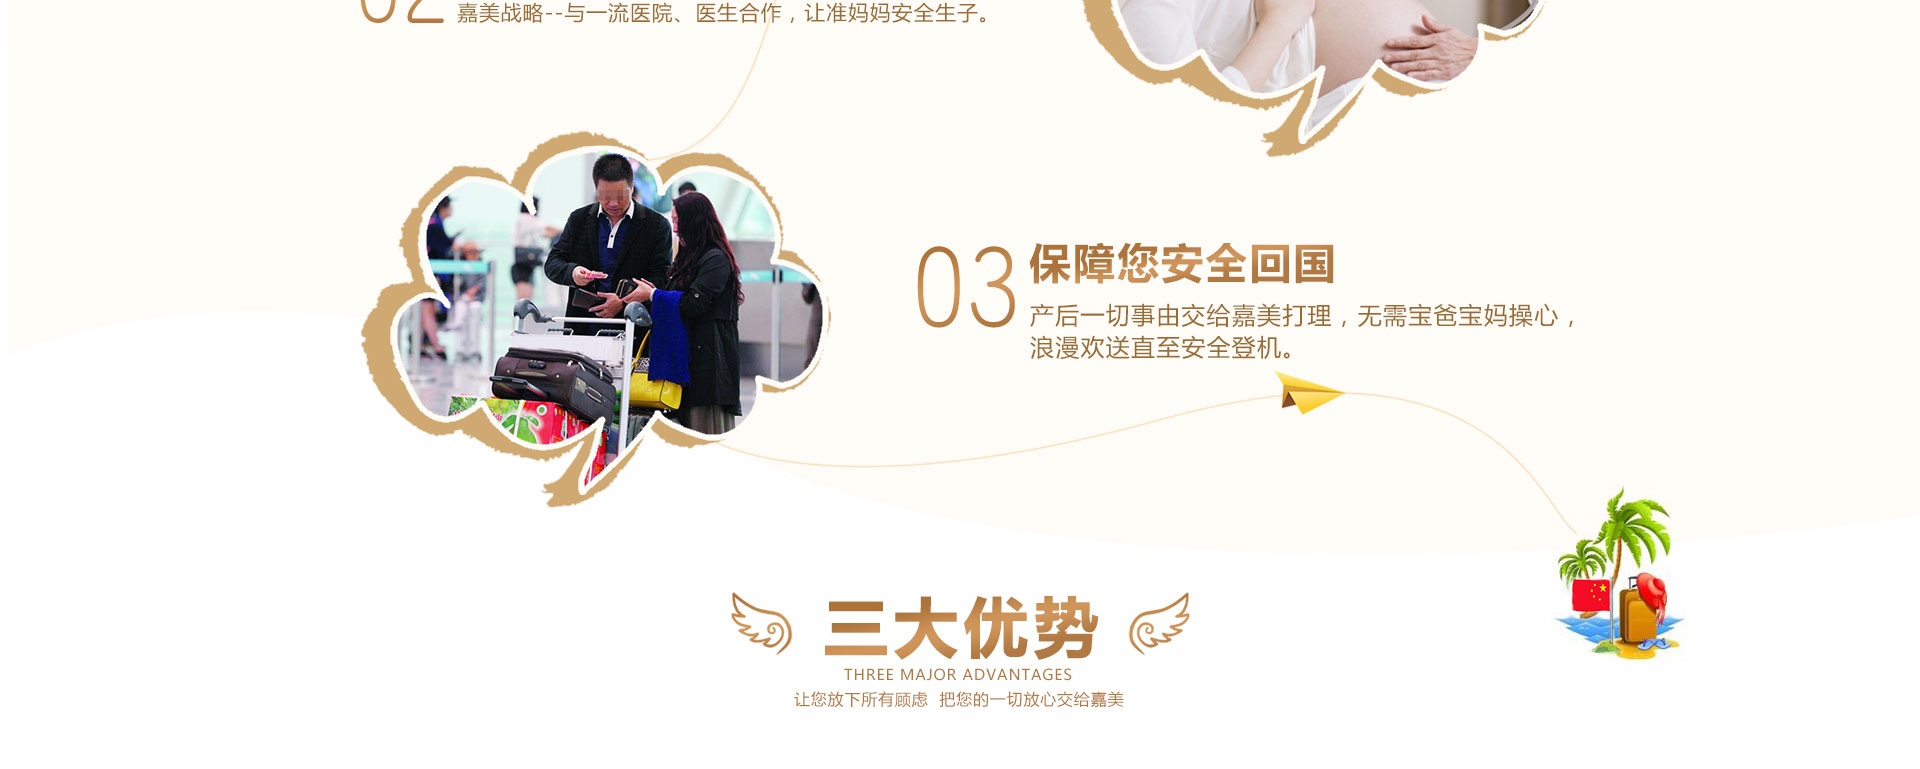 02
嘉美战略--与一流医院、医生合作，让准妈妈安全生子。
03
保障您安全回国
产后一切事由交给嘉美打理，无需宝爸宝妈操心，
浪漫欢送直至安全登机。
三大优势
THREE MAJOR ADVANTAGES
让您放下所有顾虑 把您的一切放心交给嘉美